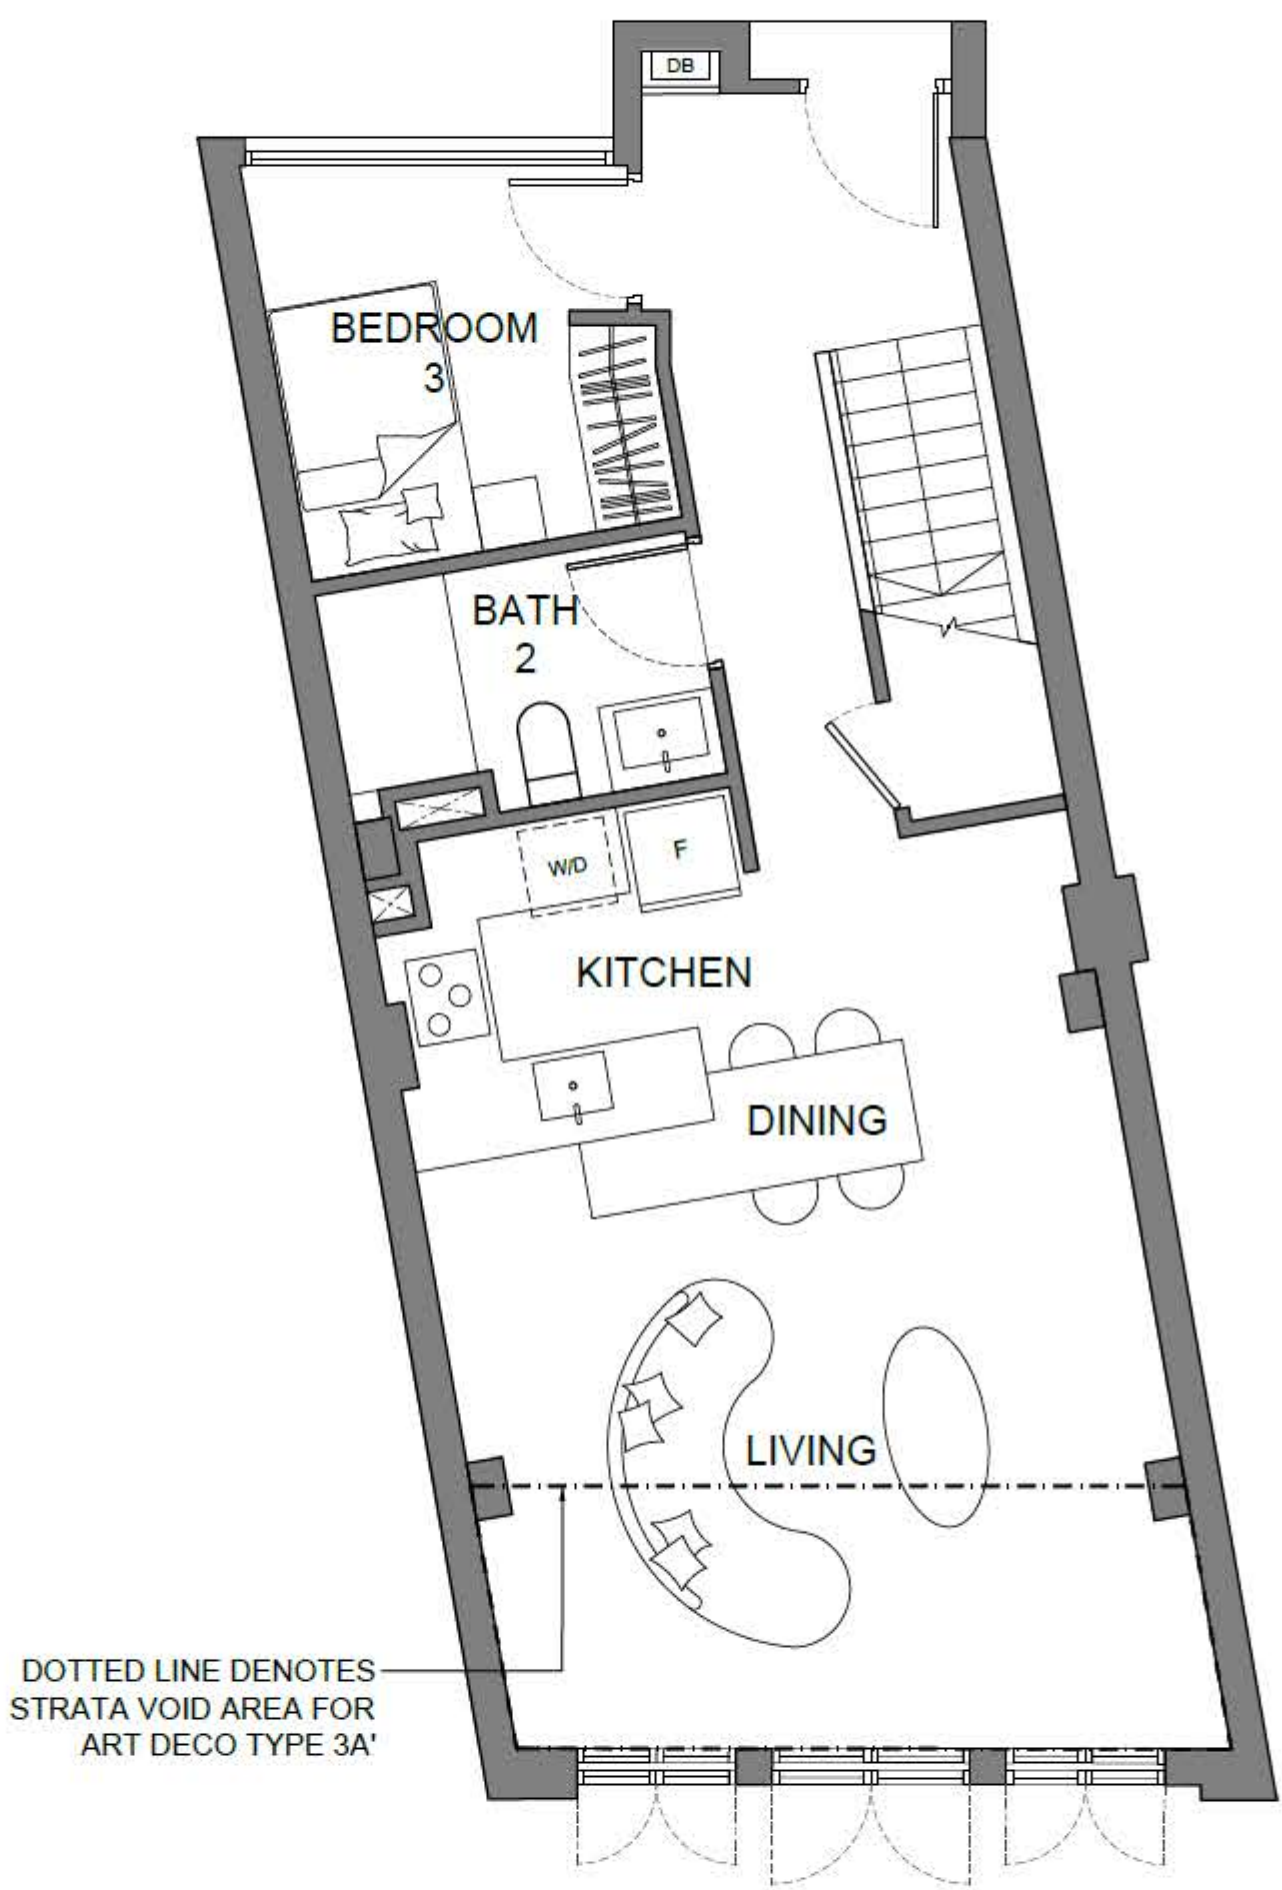 DB
BEDROOM
3
BATH
2
W/D
F
KITCHEN
DINING
LIVING
DOTTED LINE DENOTES
STRATA VOID AREA FOR
ART DECO TYPE 3A'